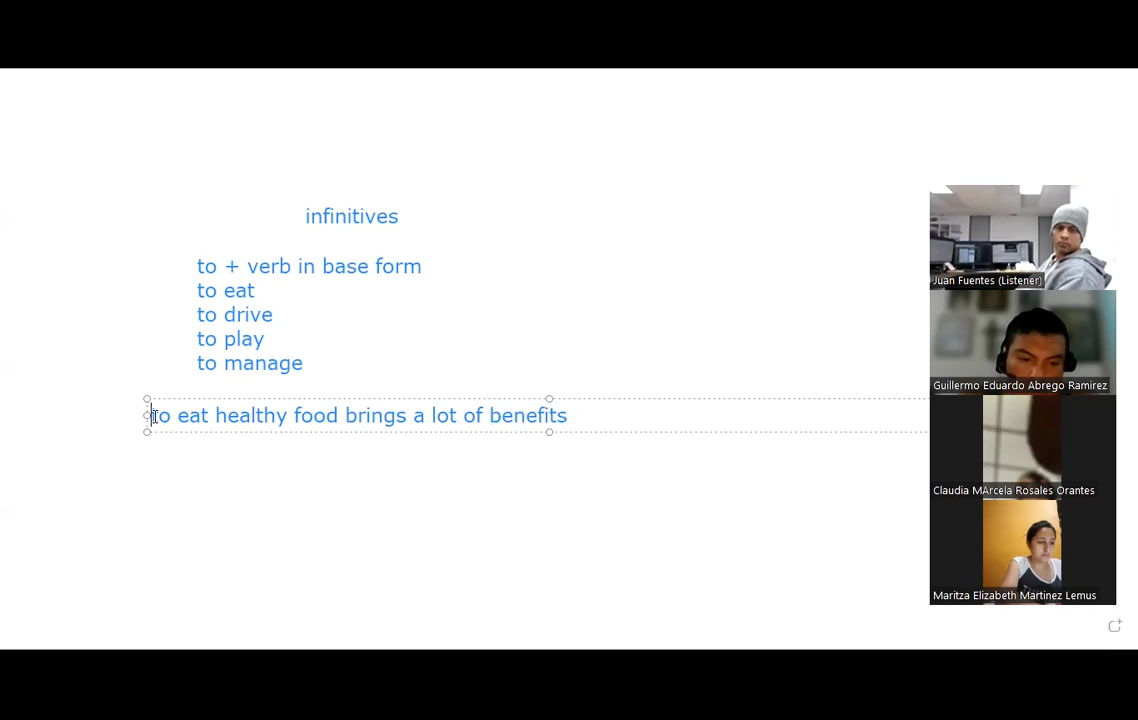 infinitives
to + verb in base form
to eat
to drive
to play
to manage
to eat healthy food brings a lot of benefits
Juan Fuentes (Listener)
Guillermo Eduardo Abrego Ramirez
Claudia MArcela Rosales Orantes
Maritza Elizabeth Martinez Lemus